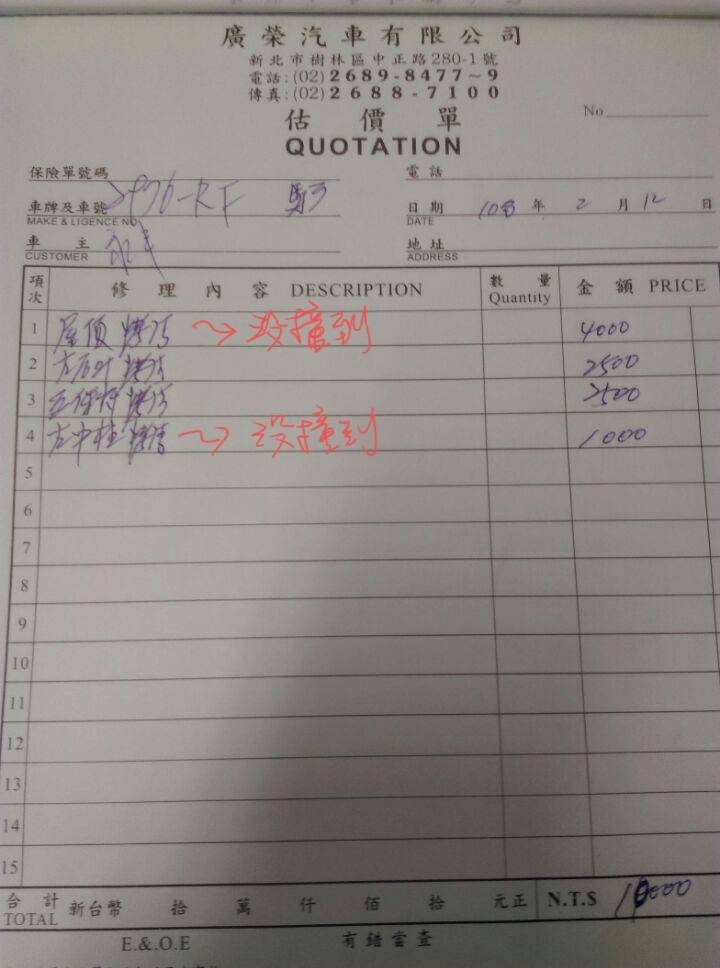 廣榮汽車有限公司
新北市樹林區中正路280-1號
電話:(02)2689-8477~9
傳真:(02)2688-7100
估價單
QUOTATION
No
保險單號碼
電話
車牌及車號 -RF
MAKE & LIGENCE NO
日期 108 年 2 月 12 日
DATE
車主
CUSTOMER
地址
ADDRESS
項次 修理內容 DESCRIPTION 數量 Quantity 金額 PRICE
1 屋頂烤漆 → 沒撞到 4000
2 烤漆 2500
3 烤漆 2500
4 左中柱烤漆 → 沒撞到 1000
5
6
7
8
9
10
11
12
13
14
15
合計 TOTAL 新台幣 拾 萬 仟 佰 拾 元正 N.T.$ 10000
E.&.O.E 有錯當查